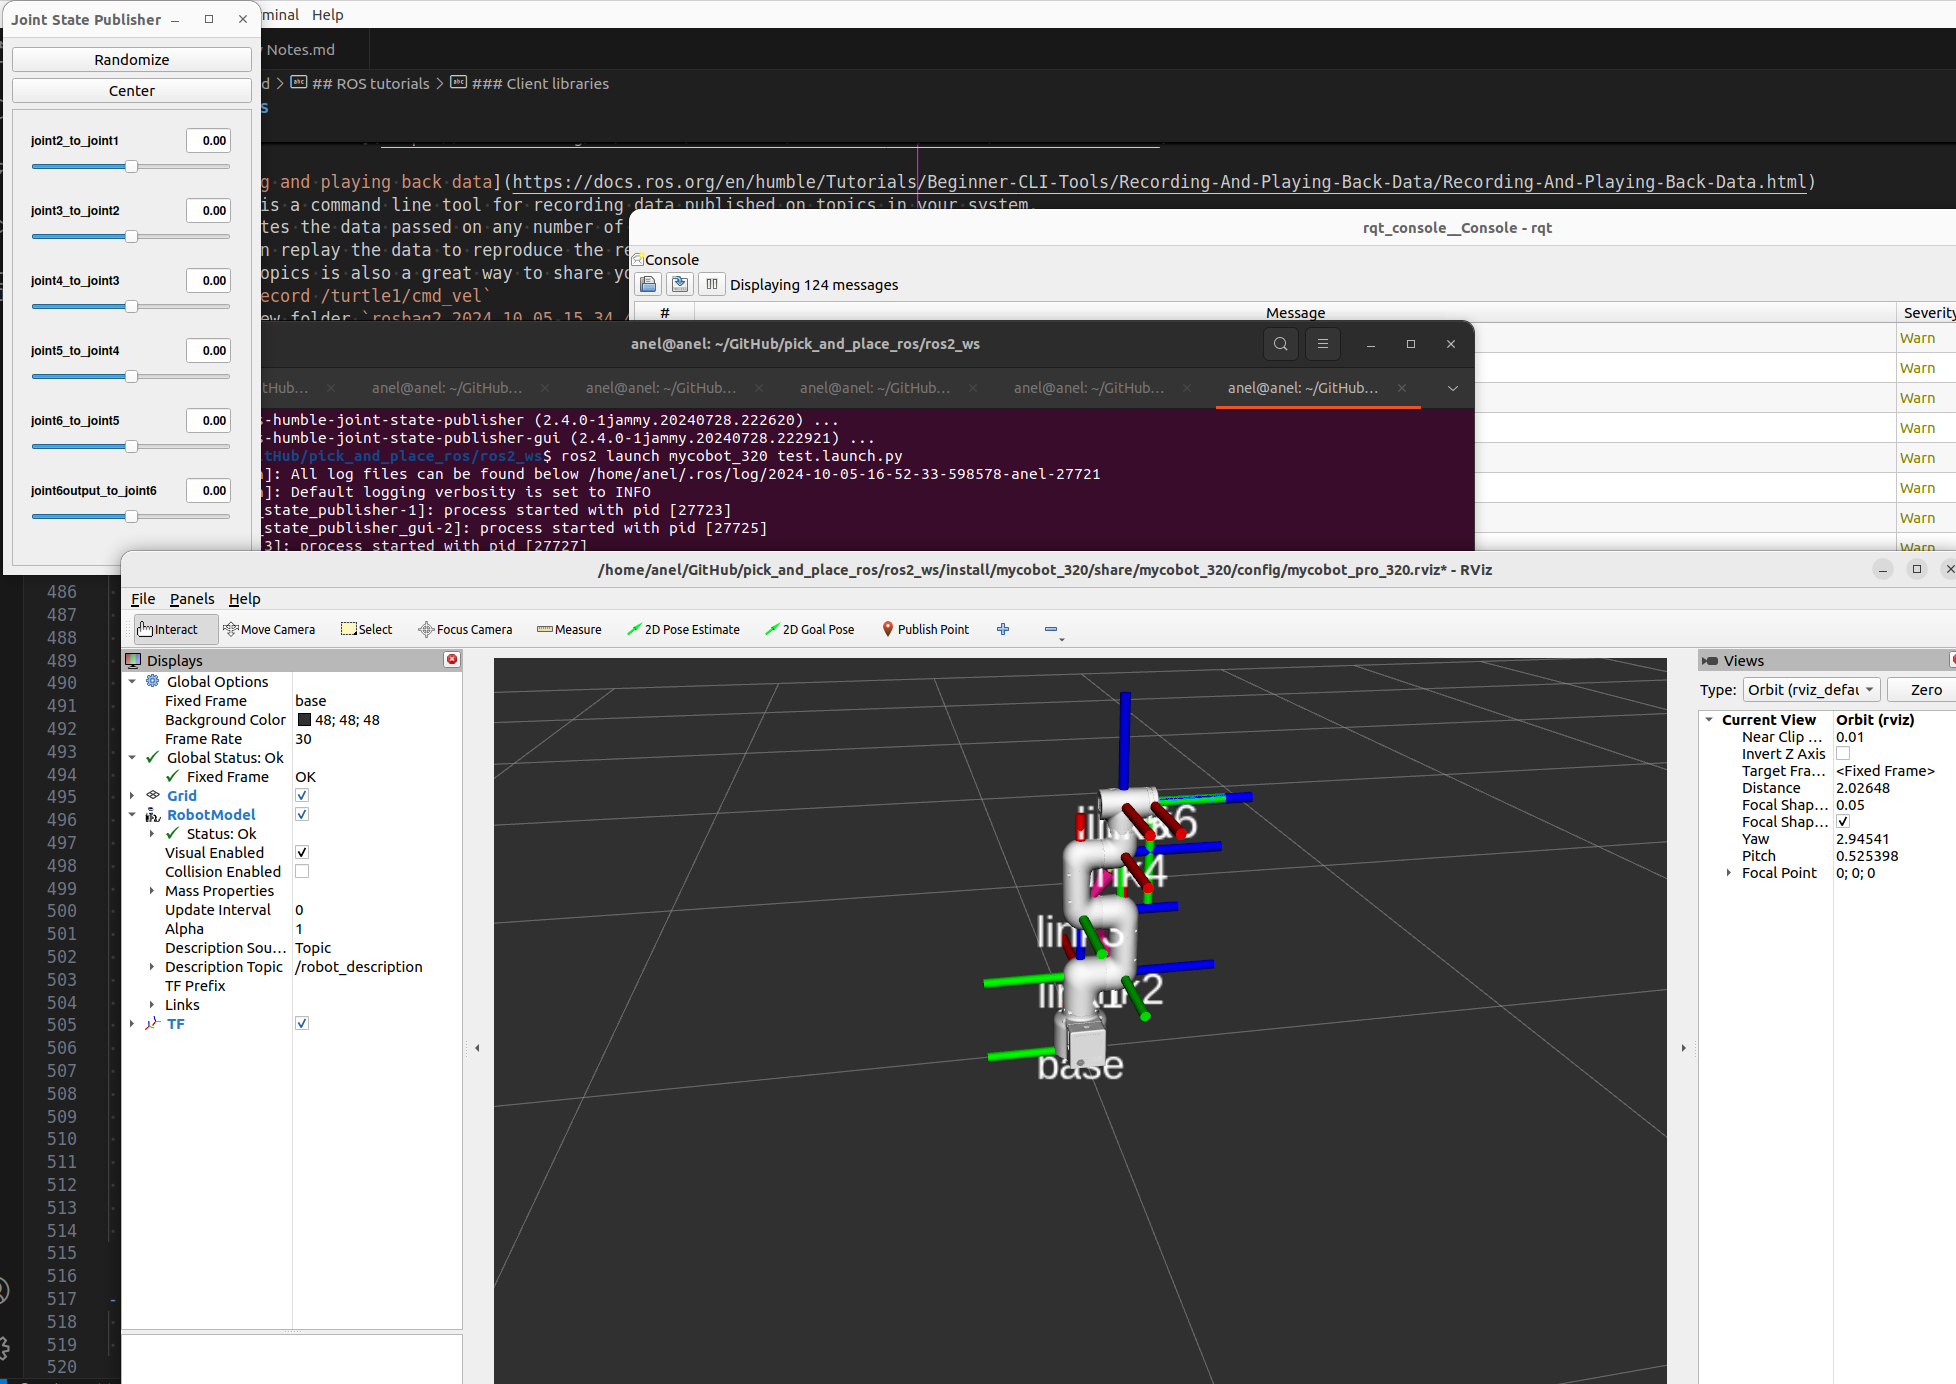 Joint State Publisher
minal Help
Randomize
Center
joint2_to_joint1 0.00
joint3_to_joint2 0.00
joint4_to_joint3 0.00
joint5_to_joint4 0.00
joint6_to_joint5 0.00
joint6output_to_joint6 0.00
Notes.md
d > ## ROS tutorials > ### Client libraries
s
g and playing back data](https://docs.ros.org/en/humble/Tutorials/Beginner-CLI-Tools/Recording-And-Playing-Back-Data/Recording-And-Playing-Back-Data.html)
is a command line tool for recording data published on topics in your system.
tes the data passed on any number of
n replay the data to reproduce the re
opics is also a great way to share yo
ecord /turtle1/cmd_vel`
ew folder `rosbag2_2024_10_05-15_34_
rqt_console__Console - rqt
Console
Displaying 124 messages
# Message Severity
Warn
Warn
Warn
Warn
Warn
Warn
Warn
Warn
anel@anel: ~/GitHub/pick_and_place_ros/ros2_ws
tHub... anel@anel: ~/GitHub... anel@anel: ~/GitHub... anel@anel: ~/GitHub... anel@anel: ~/GitHub... anel@anel: ~/GitHub...
s-humble-joint-state-publisher (2.4.0-1jammy.20240728.222620) ...
s-humble-joint-state-publisher-gui (2.4.0-1jammy.20240728.222921) ...
itHub/pick_and_place_ros/ros2_ws$ ros2 launch mycobot_320 test.launch.py
]: All log files can be found below /home/anel/.ros/log/2024-10-05-16-52-33-598578-anel-27721
]: Default logging verbosity is set to INFO
_state_publisher-1]: process started with pid [27723]
_state_publisher_gui-2]: process started with pid [27725]
3]: process started with pid [27727]
/home/anel/GitHub/pick_and_place_ros/ros2_ws/install/mycobot_320/share/mycobot_320/config/mycobot_pro_320.rviz* - RViz
File Panels Help
Interact Move Camera Select Focus Camera Measure 2D Pose Estimate 2D Goal Pose Publish Point
Displays
Global Options
Fixed Frame base
Background Color 48; 48; 48
Frame Rate 30
Global Status: Ok
Fixed Frame OK
Grid
RobotModel
Status: Ok
Visual Enabled
Collision Enabled
Mass Properties
Update Interval 0
Alpha 1
Description Sou... Topic
Description Topic /robot_description
TF Prefix
Links
TF
link4
link3
base
Views
Type: Orbit (rviz_defau Zero
Current View Orbit (rviz)
Near Clip ... 0.01
Invert Z Axis
Target Fra... <Fixed Frame>
Distance 2.02648
Focal Shap... 0.05
Focal Shap...
Yaw 2.94541
Pitch 0.525398
Focal Point 0; 0; 0
486
487
488
489
490
491
492
493
494
495
496
497
498
499
500
501
502
503
504
505
506
507
508
509
510
511
512
513
514
515
516
517 -
518
519
520